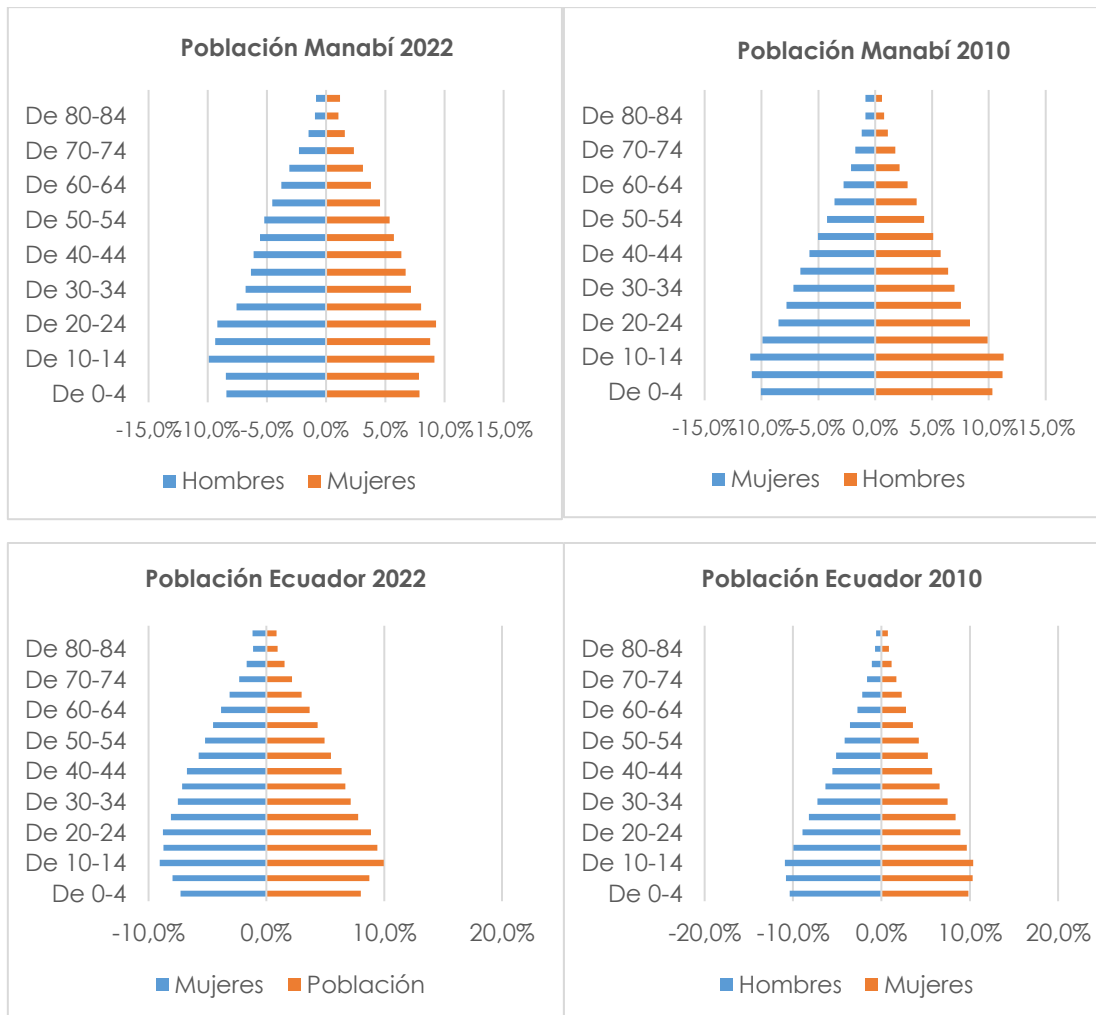 Población Manabí 2022
-15,0% -10,0% -5,0% 0,0% 5,0% 10,0% 15,0%
De 80-84
De 70-74
De 60-64
De 50-54
De 40-44
De 30-34
De 20-24
De 10-14
De 0-4
Hombres Mujeres
Población Manabí 2010
De 80-84
De 70-74
De 60-64
De 50-54
De 40-44
De 30-34
De 20-24
De 10-14
De 0-4
-15,0% -10,0% -5,0% 0,0% 5,0% 10,0% 15,0%
Mujeres Hombres
Población Ecuador 2022
De 80-84
De 70-74
De 60-64
De 50-54
De 40-44
De 30-34
De 20-24
De 10-14
De 0-4
-10,0% 0,0% 10,0% 20,0%
Mujeres Población
Población Ecuador 2010
De 80-84
De 70-74
De 60-64
De 50-54
De 40-44
De 30-34
De 20-24
De 10-14
De 0-4
-20,0% -10,0% 0,0% 10,0% 20,0%
Hombres Mujeres